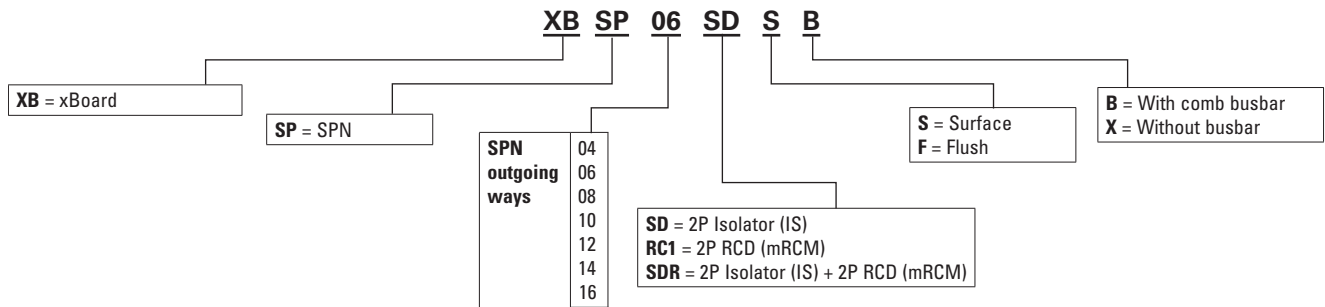 XB SP 06 SD S B
XB = xBoard
SP = SPN
SPN outgoing ways
04
06
08
10
12
14
16
SD = 2P Isolator (IS)
RC1 = 2P RCD (mRCM)
SDR = 2P Isolator (IS) + 2P RCD (mRCM)
S = Surface
F = Flush
B = With comb busbar
X = Without busbar